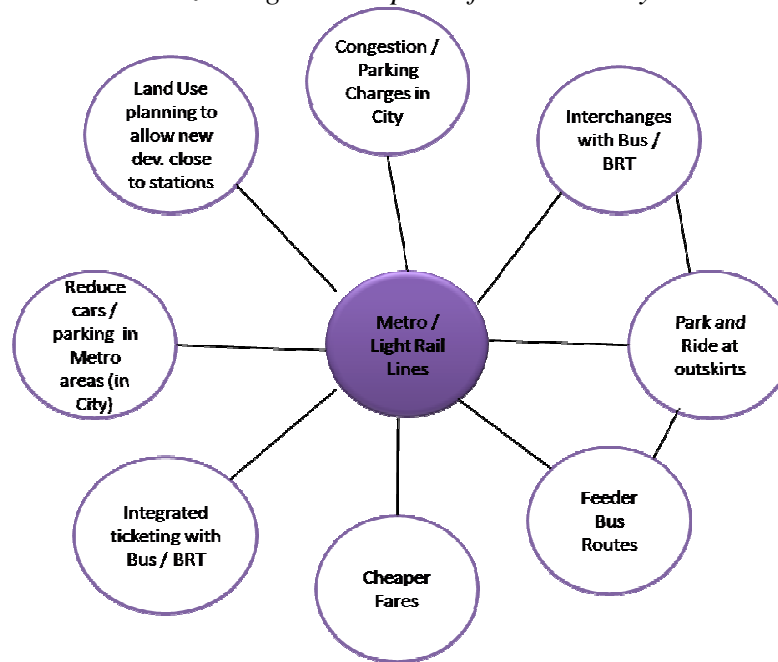 Congestion /
Parking
Charges in
City
Land Use
planning to
allow new
dev. close
to stations
Interchanges
with Bus /
BRT
Reduce
cars /
parking in
Metro
areas (in
City)
Metro /
Light Rail
Lines
Park and
Ride at
outskirts
Integrated
ticketing with
Bus / BRT
Cheaper
Fares
Feeder
Bus
Routes